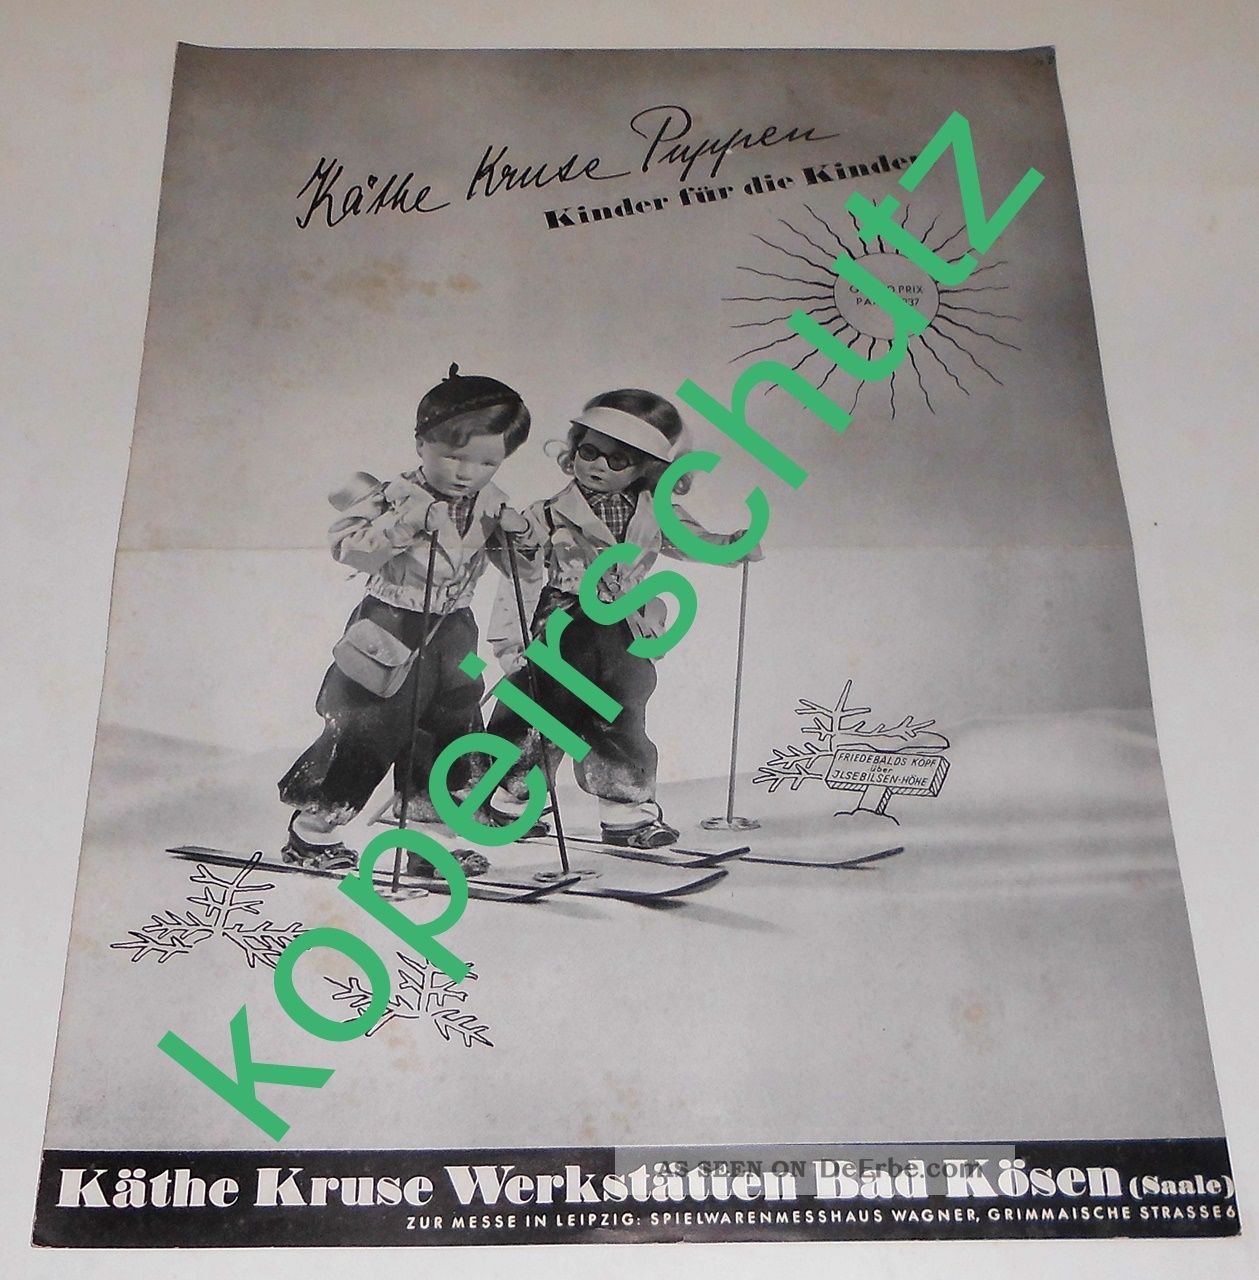 Käthe Kruse Puppen
Kinder für die Kinder
PRIX
FRIEDEBALDS KOPF
über
JLSEBILSEN-HÖHE
kopeirschutz
Käthe Kruse Werkstätten Bad Kösen (Saale)
AS SEEN ON DeErbe.com
ZUR MESSE IN LEIPZIG: SPIELWARENMESSHAUS WAGNER, GRIMMAISCHE STRASSE 6